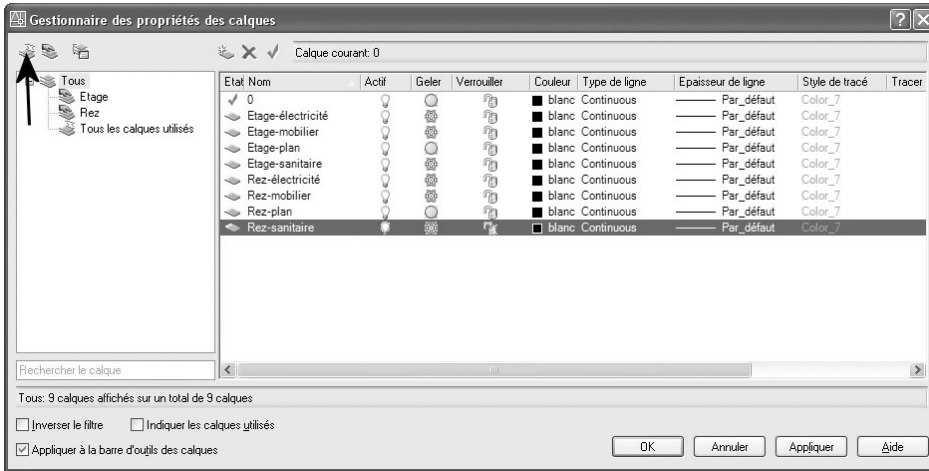 Gestionnaire des propriétés des calques
Calque courant: 0
Tous
Etage
Rez
Tous les calques utilisés
Etat Nom Actif Geler Verrouiller Couleur Type de ligne Epaisseur de ligne Style de tracé Tracer
0 blanc Continuous Par_défaut Color_7
Etage-électricité blanc Continuous Par_défaut Color_7
Etage-mobilier blanc Continuous Par_défaut Color_7
Etage-plan blanc Continuous Par_défaut Color_7
Etage-sanitaire blanc Continuous Par_défaut Color_7
Rez-électricité blanc Continuous Par_défaut Color_7
Rez-mobilier blanc Continuous Par_défaut Color_7
Rez-plan blanc Continuous Par_défaut Color_7
Rez-sanitaire blanc Continuous Par_défaut Color_7
Rechercher le calque
Tous: 9 calques affichés sur un total de 9 calques
Inverser le filtre Indiquer les calques utilisés
Appliquer à la barre d'outils des calques
OK Annuler Appliquer Aide